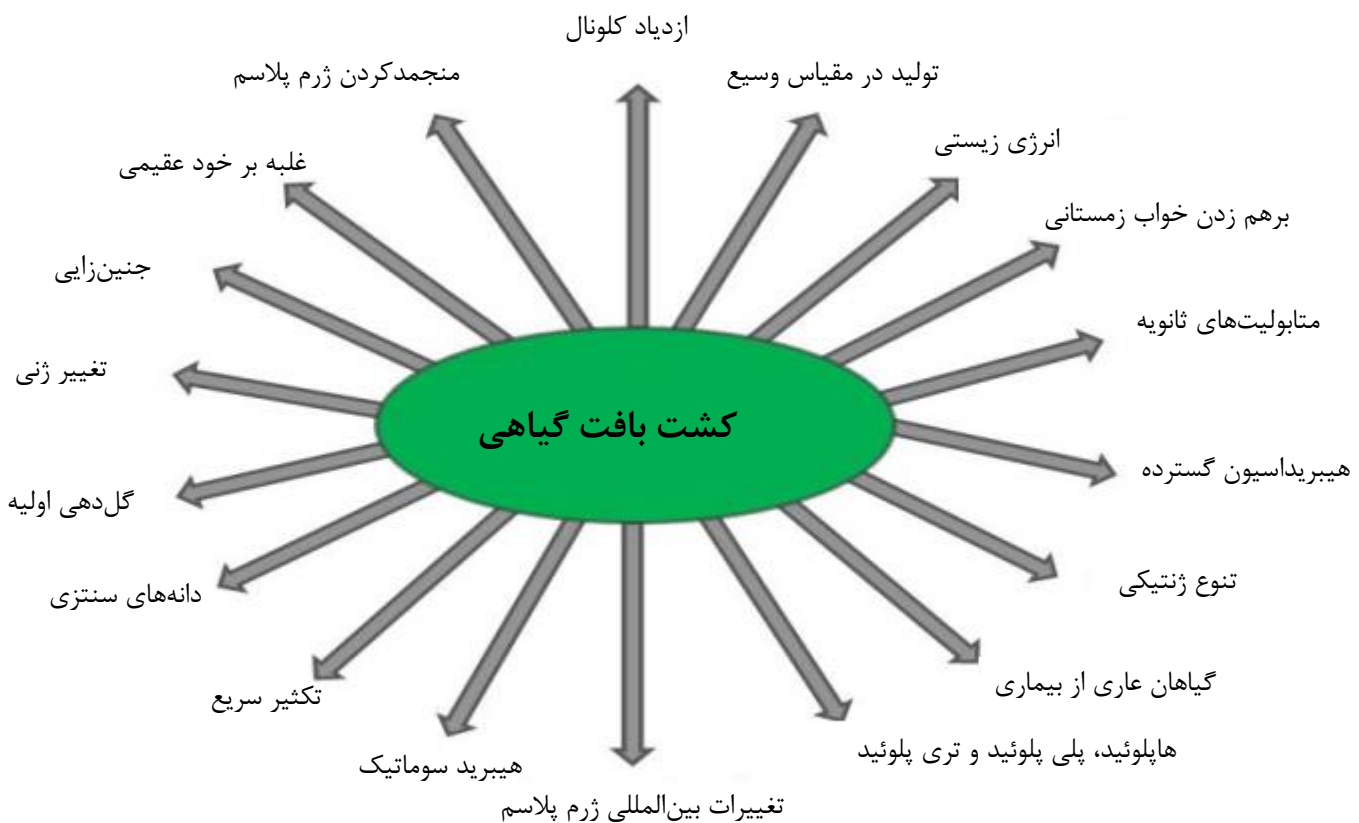 ازدیاد کلونال
تولید در مقیاس وسیع
انرژی زیستی
برهم زدن خواب زمستانی
متابولیت‌های ثانویه
هیبریداسیون گسترده
تنوع ژنتیکی
گیاهان عاری از بیماری
هاپلوئید، پلی پلوئید و تری پلوئید
تغییرات بین‌المللی ژرم پلاسم
هیبرید سوماتیک
تکثیر سریع
دانه‌های سنتزی
گل‌دهی اولیه
تغییر ژنی
جنین‌زایی
غلبه بر خود عقیمی
منجمدکردن ژرم پلاسم
کشت بافت گیاهی